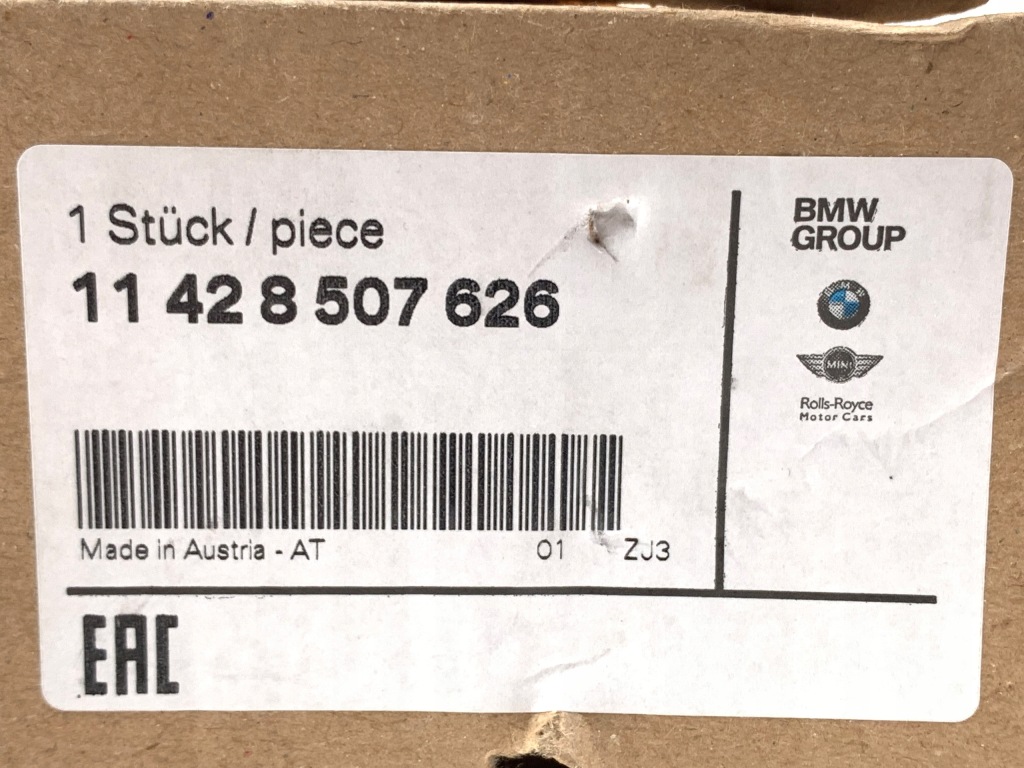 1 Stück / piece
11 42 8 507 626
Made in Austria - AT 01 ZJ3
EAC
BMW
GROUP
BMW
MINI
Rolls-Royce
Motor Cars